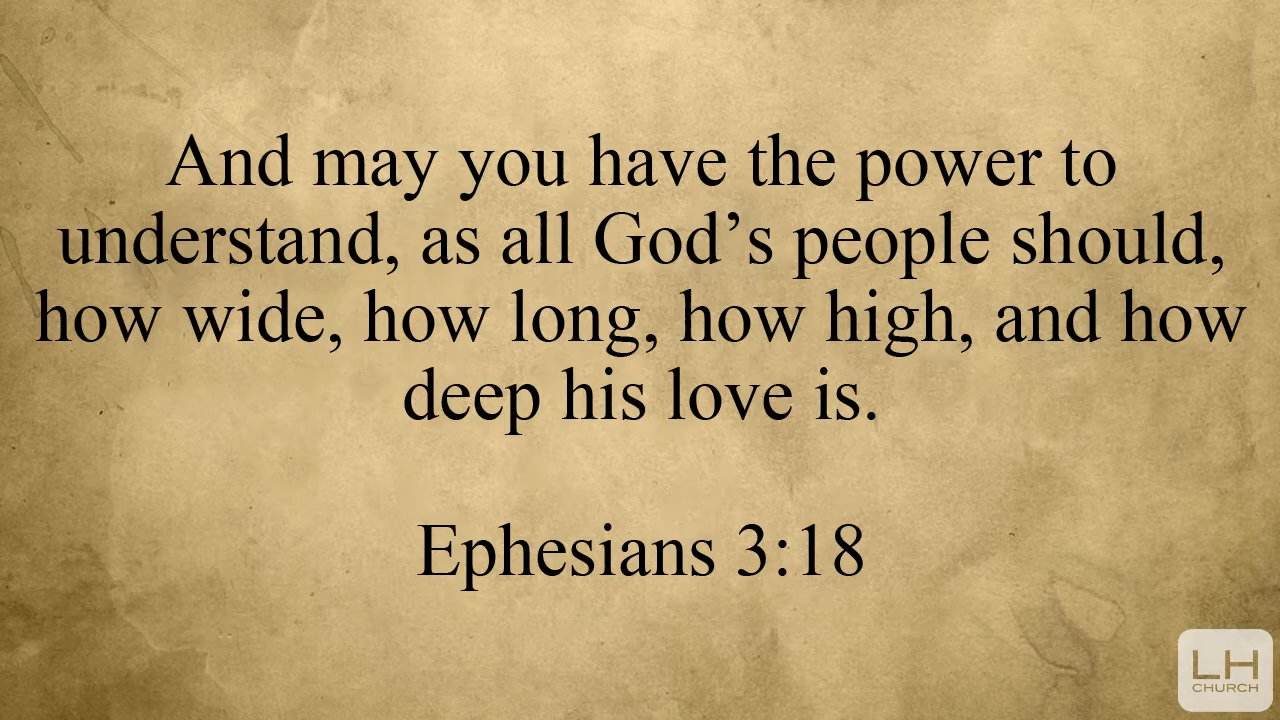 And may you have the power to
understand, as all God’s people should,
how wide, how long, how high, and how
deep his love is.
Ephesians 3:18
LH
CHURCH